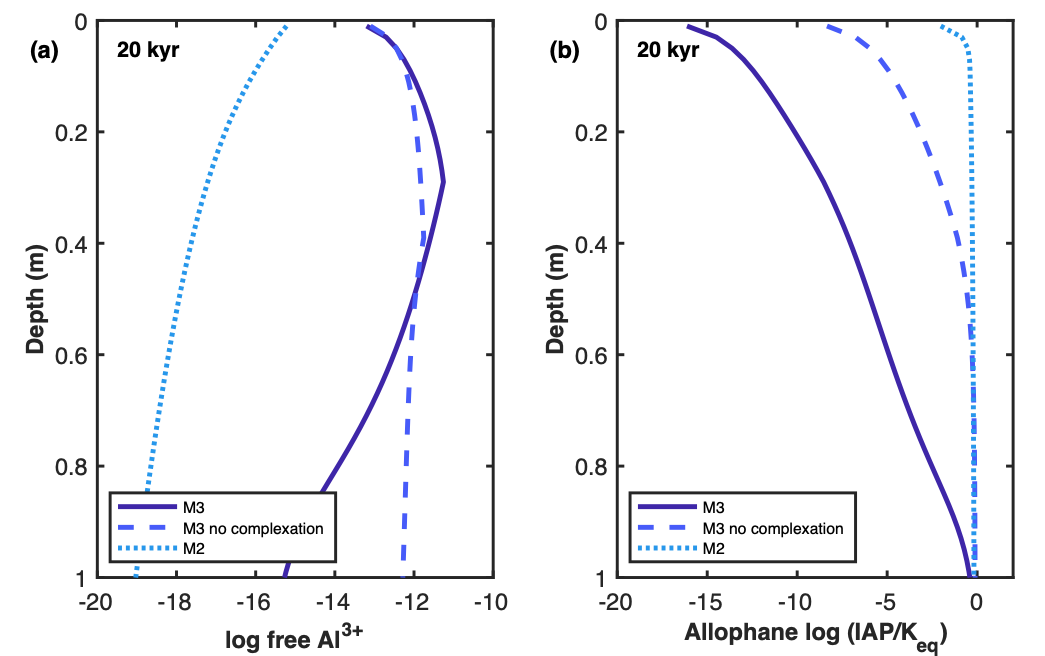 (a)
20 kyr
0
0.2
0.4
0.6
0.8
1
Depth (m)
M3
M3 no complexation
M2
-20 -18 -16 -14 -12 -10
log free Al3+
(b)
20 kyr
0
0.2
0.4
0.6
0.8
1
Depth (m)
M3
M3 no complexation
M2
-20 -15 -10 -5 0
Allophane log (IAP/Keq)